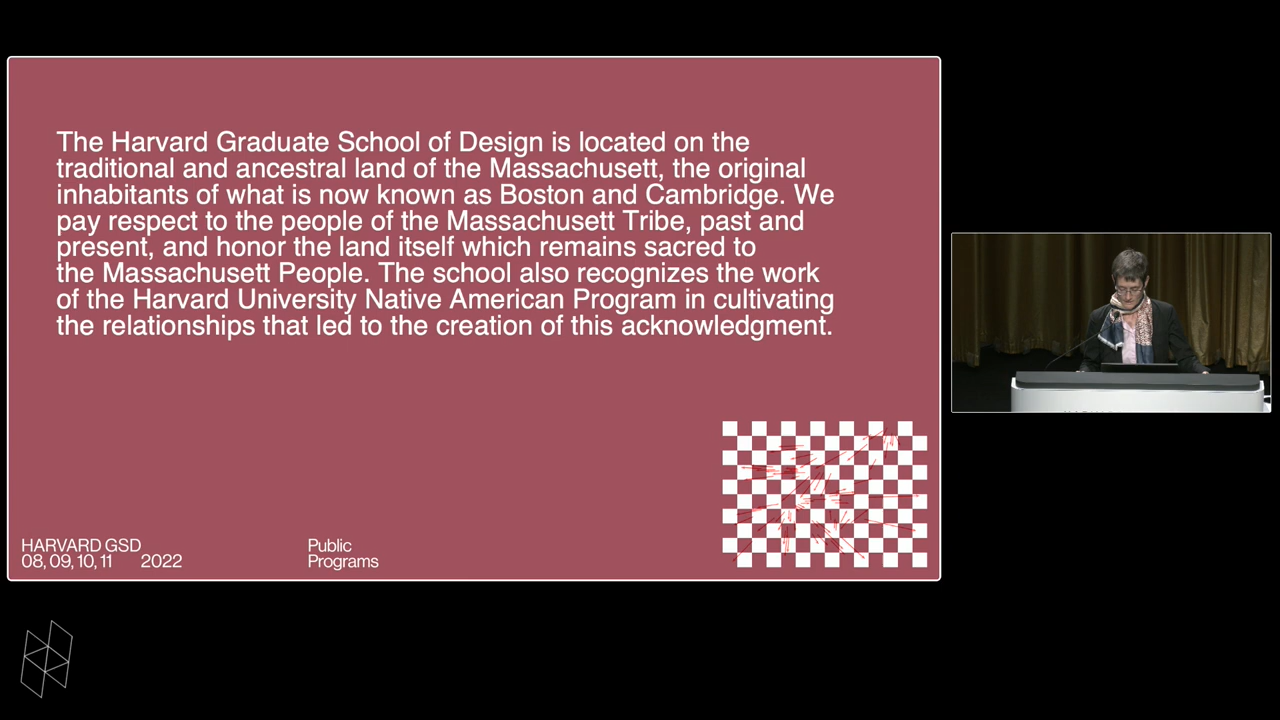 The Harvard Graduate School of Design is located on the
traditional and ancestral land of the Massachusett, the original
inhabitants of what is now known as Boston and Cambridge. We
pay respect to the people of the Massachusett Tribe, past and
present, and honor the land itself which remains sacred to
the Massachusett People. The school also recognizes the work
of the Harvard University Native American Program in cultivating
the relationships that led to the creation of this acknowledgment.
HARVARD GSD
08, 09, 10, 11 2022
Public
Programs